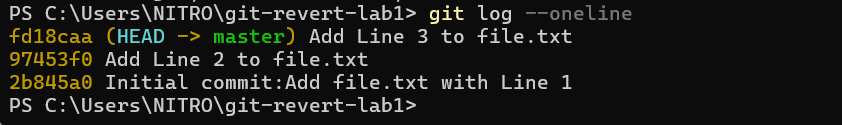 PS C:\Users\NITRO\git-revert-lab1> git log --oneline
fd18caa (HEAD -> master) Add Line 3 to file.txt
97453f0 Add Line 2 to file.txt
2b845a0 Initial commit:Add file.txt with Line 1
PS C:\Users\NITRO\git-revert-lab1>